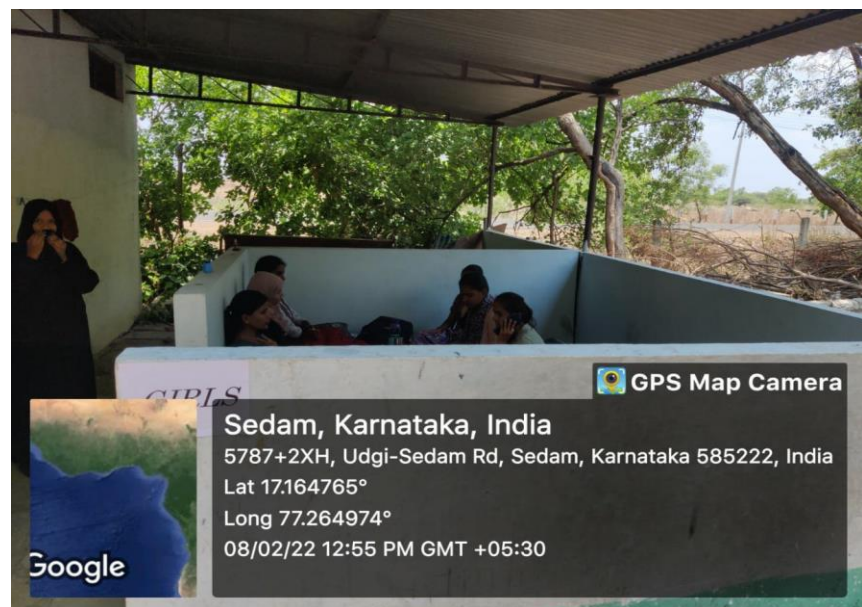 GIRLS
GPS Map Camera
Sedam, Karnataka, India
5787+2XH, Udgi-Sedam Rd, Sedam, Karnataka 585222, India
Lat 17.164765°
Long 77.264974°
08/02/22 12:55 PM GMT +05:30
Google